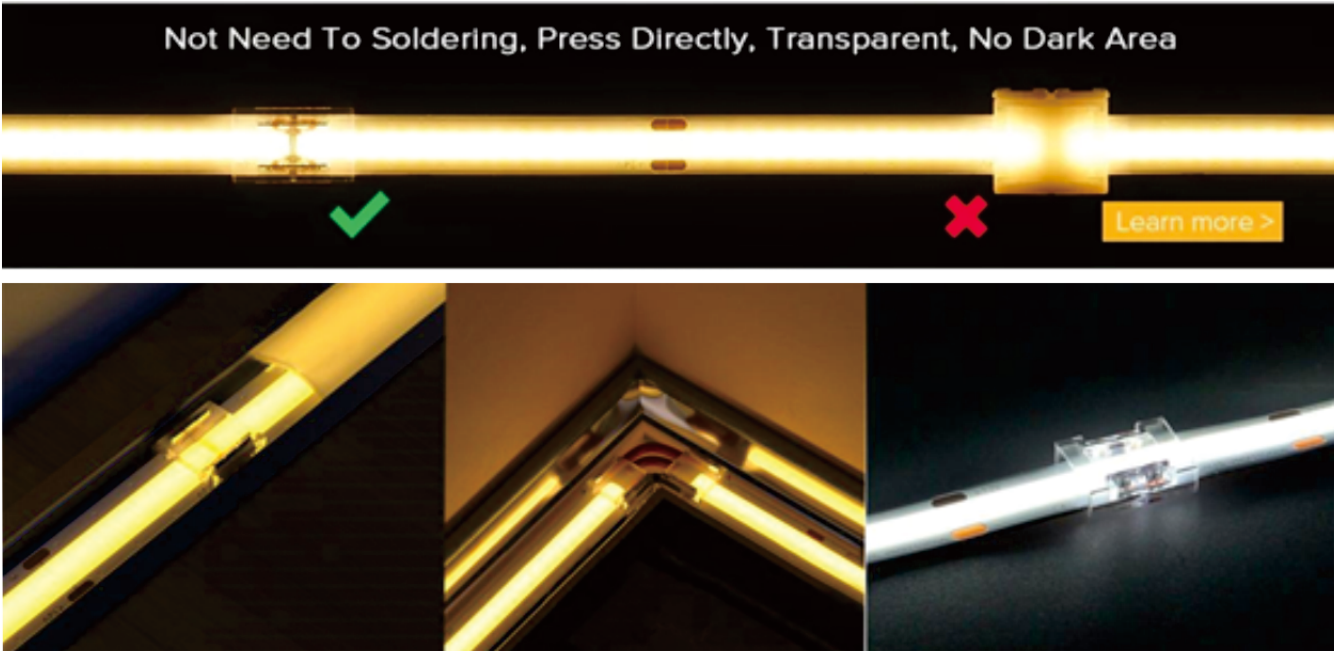 Not Need To Soldering, Press Directly, Transparent, No Dark Area
Learn more >